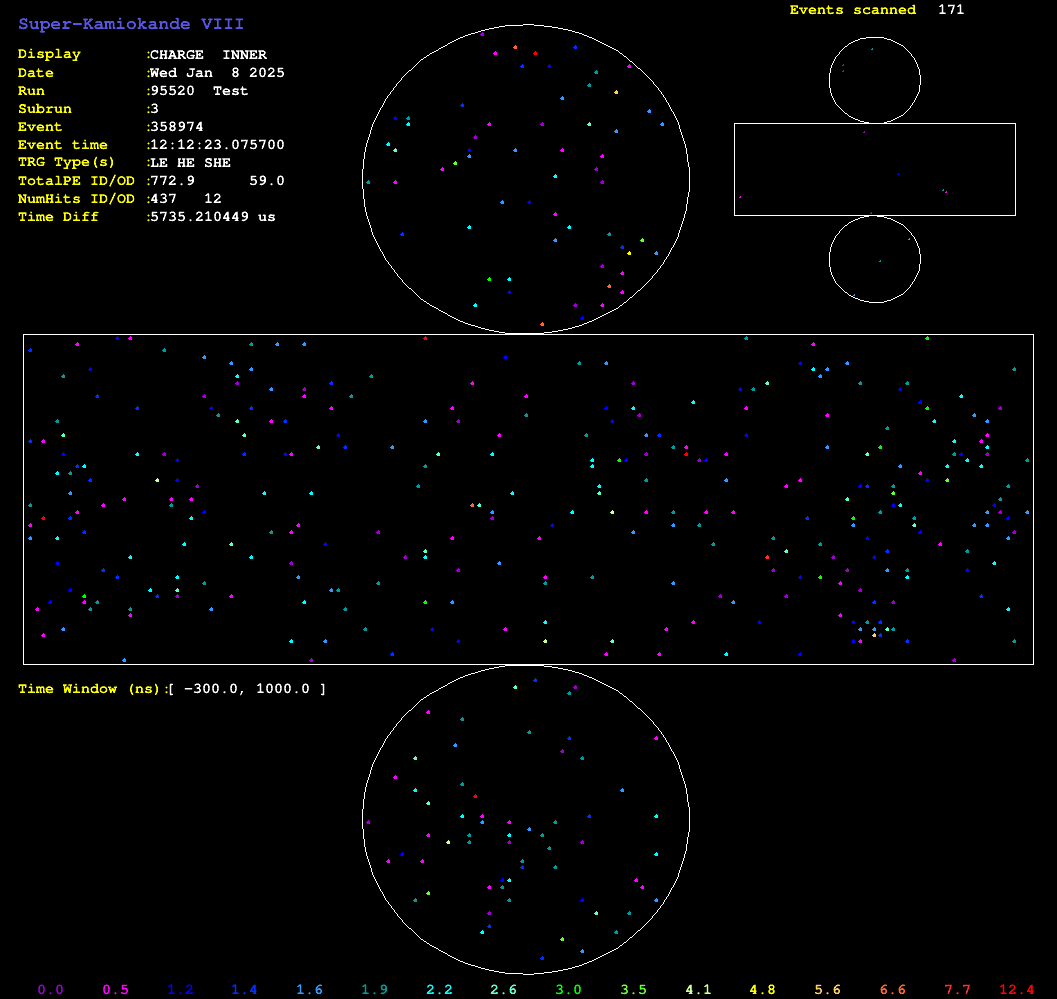 Super-Kamiokande VIII
Events scanned 171
Display :CHARGE INNER
Date :Wed Jan 8 2025
Run :95520 Test
Subrun :3
Event :358974
Event time :12:12:23.075700
TRG Type(s) :LE HE SHE
TotalPE ID/OD :772.9 59.0
NumHits ID/OD :437 12
Time Diff :5735.210449 us
Time Window (ns):[ -300.0, 1000.0 ]
0.0 0.5 1.2 1.4 1.6 1.9 2.2 2.6 3.0 3.5 4.1 4.8 5.6 6.6 7.7 12.4